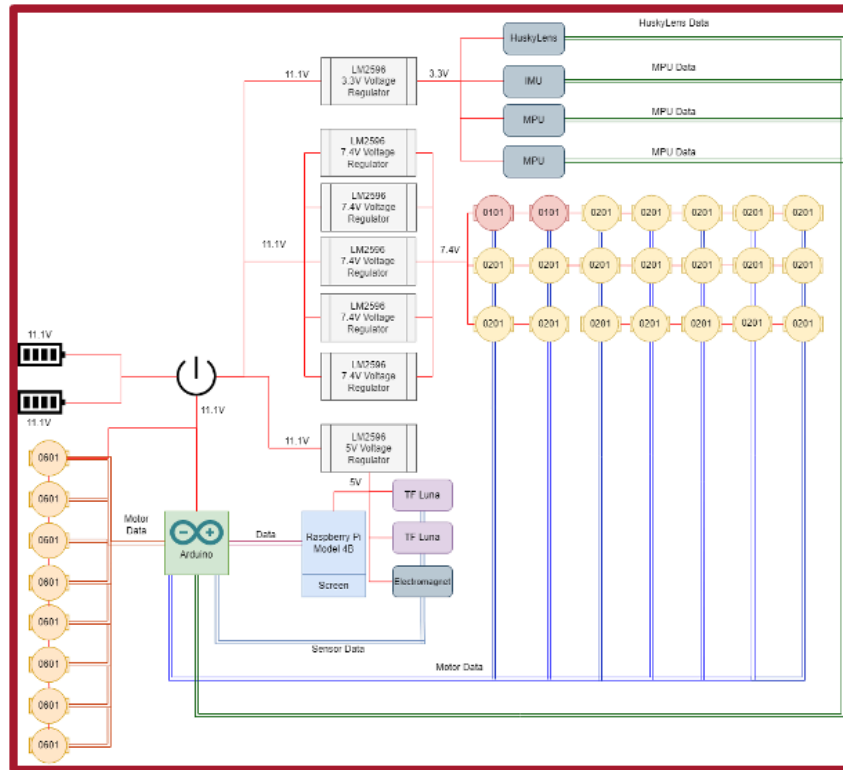 HuskyLens Data
HuskyLens
LM2596
3.3V Voltage
Regulator
11.1V
3.3V
IMU
MPU Data
MPU
MPU Data
MPU
MPU Data
LM2596
7.4V Voltage
Regulator
LM2596
7.4V Voltage
Regulator
LM2596
7.4V Voltage
Regulator
LM2596
7.4V Voltage
Regulator
LM2596
7.4V Voltage
Regulator
11.1V
7.4V
0101 0101 0201 0201 0201 0201 0201
0201 0201 0201 0201 0201 0201 0201
0201 0201 0201 0201 0201 0201 0201
11.1V
11.1V
11.1V
11.1V
LM2596
5V Voltage
Regulator
5V
TF Luna
TF Luna
Electromagnet
0601
0601
0601
0601
0601
0601
0601
0601
Motor
Data
Arduino
Data
Raspberry Pi
Model 4B
Screen
Sensor Data
Motor Data